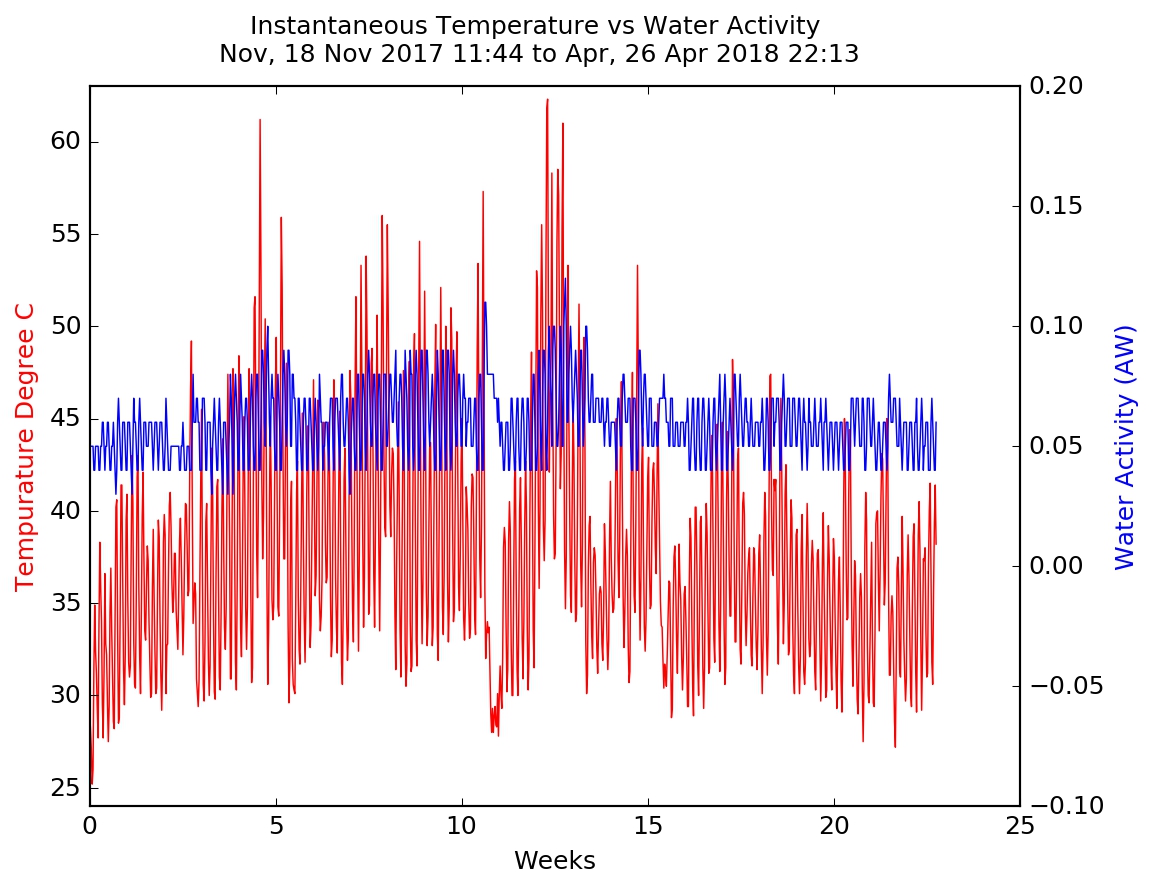 Instantaneous Temperature vs Water Activity
Nov, 18 Nov 2017 11:44 to Apr, 26 Apr 2018 22:13
60
55
50
45
40
35
30
25
Tempurature Degree C
0.20
0.15
0.10
0.05
0.00
−0.05
−0.10
Water Activity (AW)
0 5 10 15 20 25
Weeks